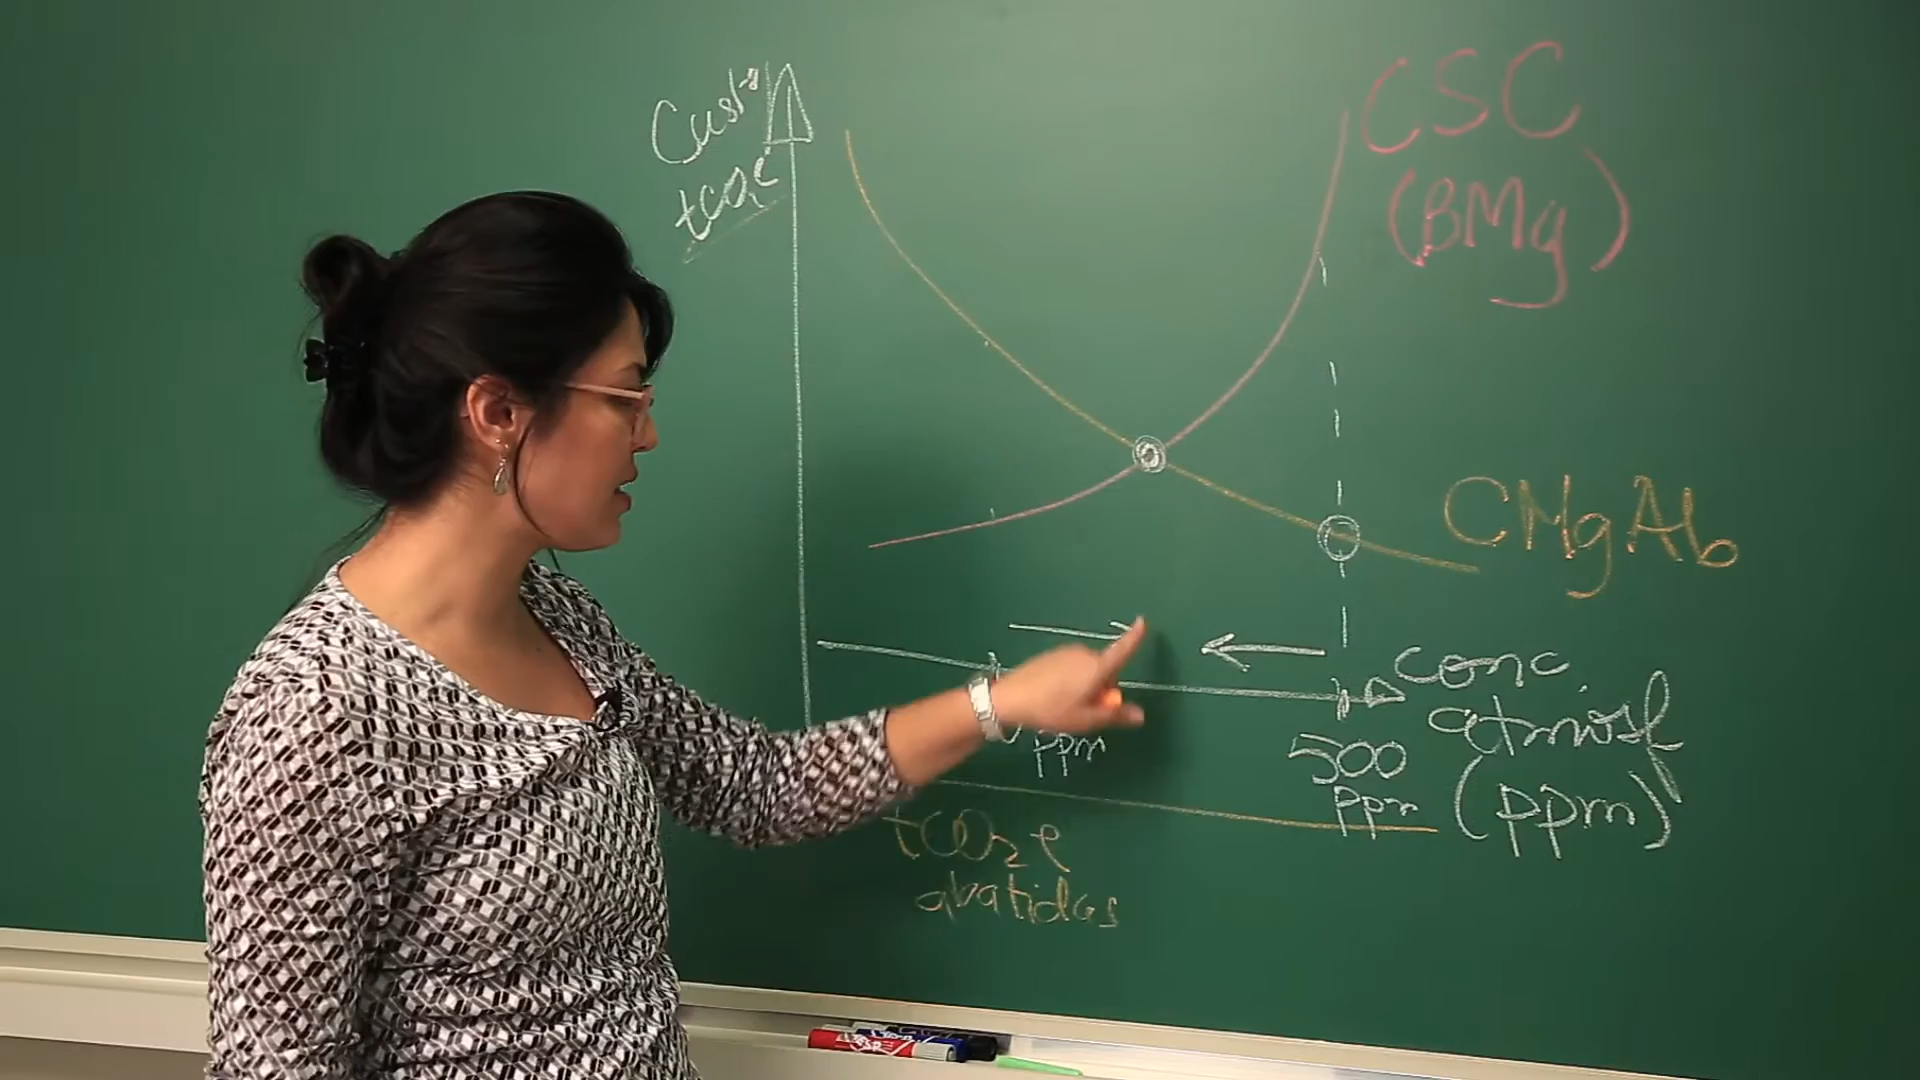 Custo
tCO₂e
CSC
(BMg)
CMgAb
conc
atmosf
(ppm)
ppm
500
ppm
tCO₂e
abatidas